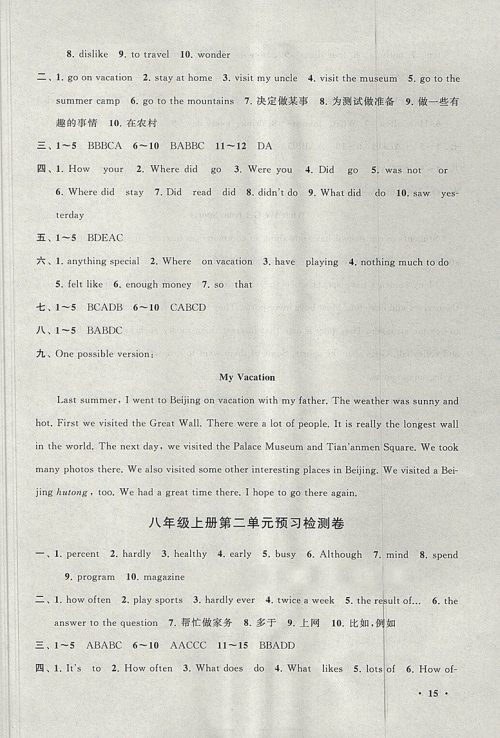 8. dislike 9. to travel 10. wonder
二、1. go on vacation 2. stay at home 3. visit my uncle 4. visit the museum 5. go to the
summer camp 6. go to the mountains 7. 决定做某事 8. 为测试做准备 9. 做一些有
趣的事情 10. 在农村
三、1~5 BBBCA 6~10 BABBC 11~12 DA
四、1. How your 2. Where did go 3. Were you 4. Did go 5. was not or
6. Where did stay 7. Did read did 8. didn't do 9. What did do 10. saw yes-
terday
五、1~5 BDEAC
六、1. anything special 2. Where on vacation 3. have playing 4. nothing much to do
5. felt like 6. enough money 7. so that
七、1~5 BCADB 6~10 CABCD
八、1~5 BABDC
九、One possible version:
My Vacation
Last summer, I went to Beijing on vacation with my father. The weather was sunny and
hot. First we visited the Great Wall. There were a lot of people. It is really the longest wall
in the world. The next day, we visited the Palace Museum and Tian'anmen Square. We took
many photos there. We also visited some other interesting places in Beijing. We visited a Bei-
jing hutong, too. We had a great time there. I hope to go there again.
八年级上册第二单元预习检测卷
一、1. percent 2. hardly 3. healthy 4. early 5. busy 6. Although 7. mind 8. spend
9. program 10. magazine
二、1. how often 2. play sports 3. hardly ever 4. twice a week 5. the result of… 6. the
answer to the question 7. 帮忙做家务 8. 多于 9. 上网 10. 比如,例如
三、1~5 ABABC 6~10 AACCC 11~15 BBADD
四、1. It's to 2. How often 3. What does do 4. What likes 5. lots of 6. How of-
• 15 •